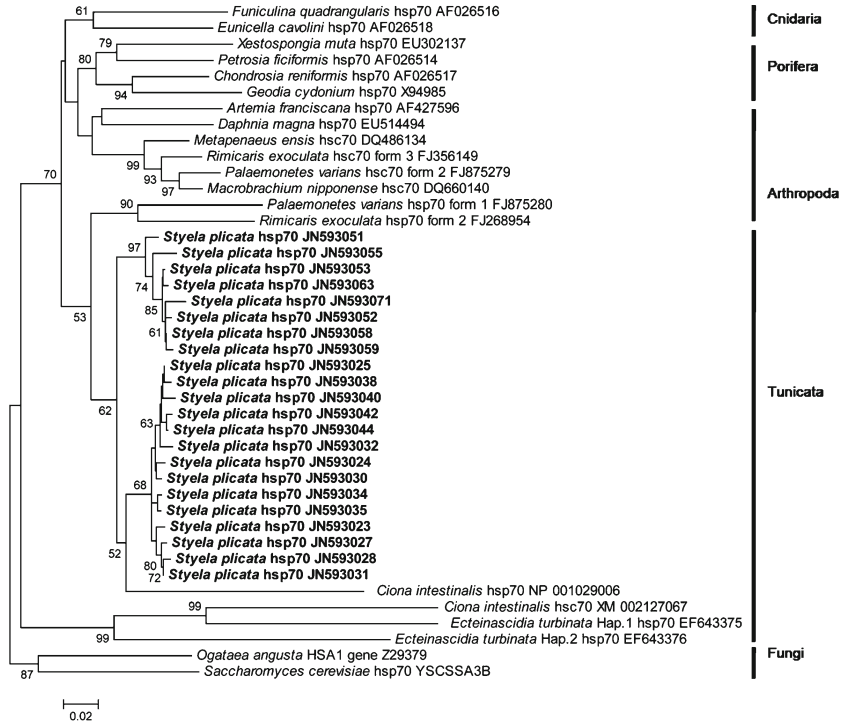 61
Funiculina quadrangularis hsp70 AF026516
Eunicella cavolini hsp70 AF026518
Cnidaria
79
Xestospongia muta hsp70 EU302137
80
Petrosia ficiformis hsp70 AF026514
Porifera
Chondrosia reniformis hsp70 AF026517
94
Geodia cydonium hsp70 X94985
Artemia franciscana hsp70 AF427596
Daphnia magna hsp70 EU514494
Metapenaeus ensis hsc70 DQ486134
99
Rimicaris exoculata hsc70 form 3 FJ356149
93
Palaemonetes varians hsc70 form 2 FJ875279
70
97
Macrobrachium nipponense hsc70 DQ660140
Arthropoda
90
Palaemonetes varians hsp70 form 1 FJ875280
Rimicaris exoculata hsp70 form 2 FJ268954
Styela plicata hsp70 JN593051
97
Styela plicata hsp70 JN593055
Styela plicata hsp70 JN593053
74
Styela plicata hsp70 JN593063
Styela plicata hsp70 JN593071
85
Styela plicata hsp70 JN593052
53
61
Styela plicata hsp70 JN593058
Styela plicata hsp70 JN593059
Styela plicata hsp70 JN593025
Styela plicata hsp70 JN593038
Tunicata
Styela plicata hsp70 JN593040
62
Styela plicata hsp70 JN593042
63
Styela plicata hsp70 JN593044
Styela plicata hsp70 JN593032
Styela plicata hsp70 JN593024
Styela plicata hsp70 JN593030
68
Styela plicata hsp70 JN593034
Styela plicata hsp70 JN593035
Styela plicata hsp70 JN593023
Styela plicata hsp70 JN593027
52
Styela plicata hsp70 JN593028
80
72
Styela plicata hsp70 JN593031
Ciona intestinalis hsp70 NP 001029006
99
Ciona intestinalis hsc70 XM 002127067
Ecteinascidia turbinata Hap.1 hsp70 EF643375
99
Ecteinascidia turbinata Hap.2 hsp70 EF643376
Ogataea angusta HSA1 gene Z29379
Fungi
87
Saccharomyces cerevisiae hsp70 YSCSSA3B
0.02